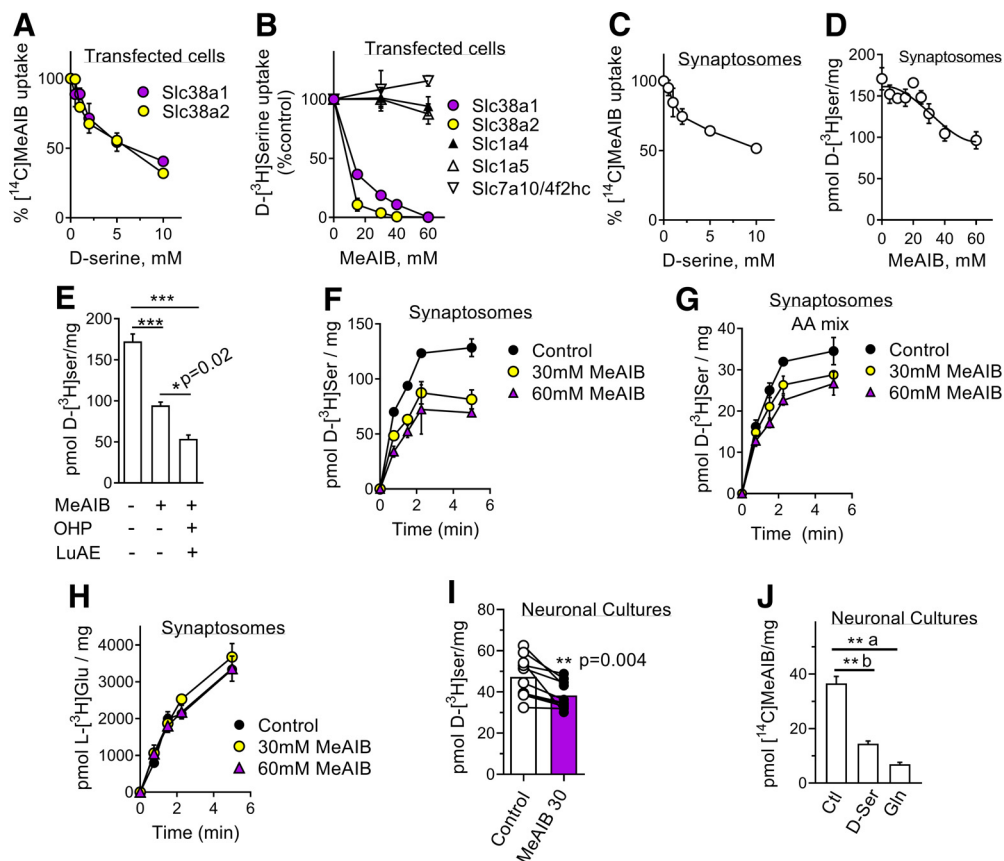 A
Transfected cells
% [14C]MeAIB uptake
100
50
0
Slc38a1
Slc38a2
0
5
10
D-serine, mM
B
Transfected cells
D-[3H]Serine uptake
(%control)
100
50
0
Slc38a1
Slc38a2
Slc1a4
Slc1a5
Slc7a10/4f2hc
0
20
40
60
MeAIB, mM
C
Synaptosomes
% [14C]MeAIB uptake
100
50
0
0
5
10
D-serine, mM
D
Synaptosomes
pmol D-[3H]ser/mg
200
150
100
50
0
0
20
40
60
MeAIB, mM
E
pmol D-[3H]ser/mg
200
150
100
50
0
***
***
* p=0.02
MeAIB - + +
OHP - - +
LuAE - - +
F
Synaptosomes
pmol D-[3H]Ser / mg
150
100
50
0
Control
30mM MeAIB
60mM MeAIB
0
2
4
6
Time (min)
G
Synaptosomes
AA mix
pmol D-[3H]Ser / mg
40
30
20
10
0
Control
30mM MeAIB
60mM MeAIB
0
2
4
6
Time (min)
H
Synaptosomes
pmol L-[3H]Glu / mg
4000
3000
2000
1000
0
Control
30mM MeAIB
60mM MeAIB
0
2
4
6
Time (min)
I
Neuronal Cultures
pmol D-[3H]ser/mg
80
60
40
20
0
** p=0.004
Control
MeAIB 30
J
Neuronal Cultures
pmol [14C]MeAIB/mg
40
20
0
** a
** b
Ctl
D-Ser
Gln